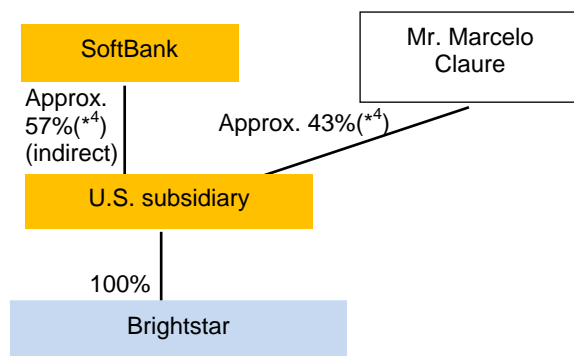 SoftBank
Mr. Marcelo
Claure
Approx.
57%(*4)
(indirect)
Approx. 43%(*4)
U.S. subsidiary
100%
Brightstar